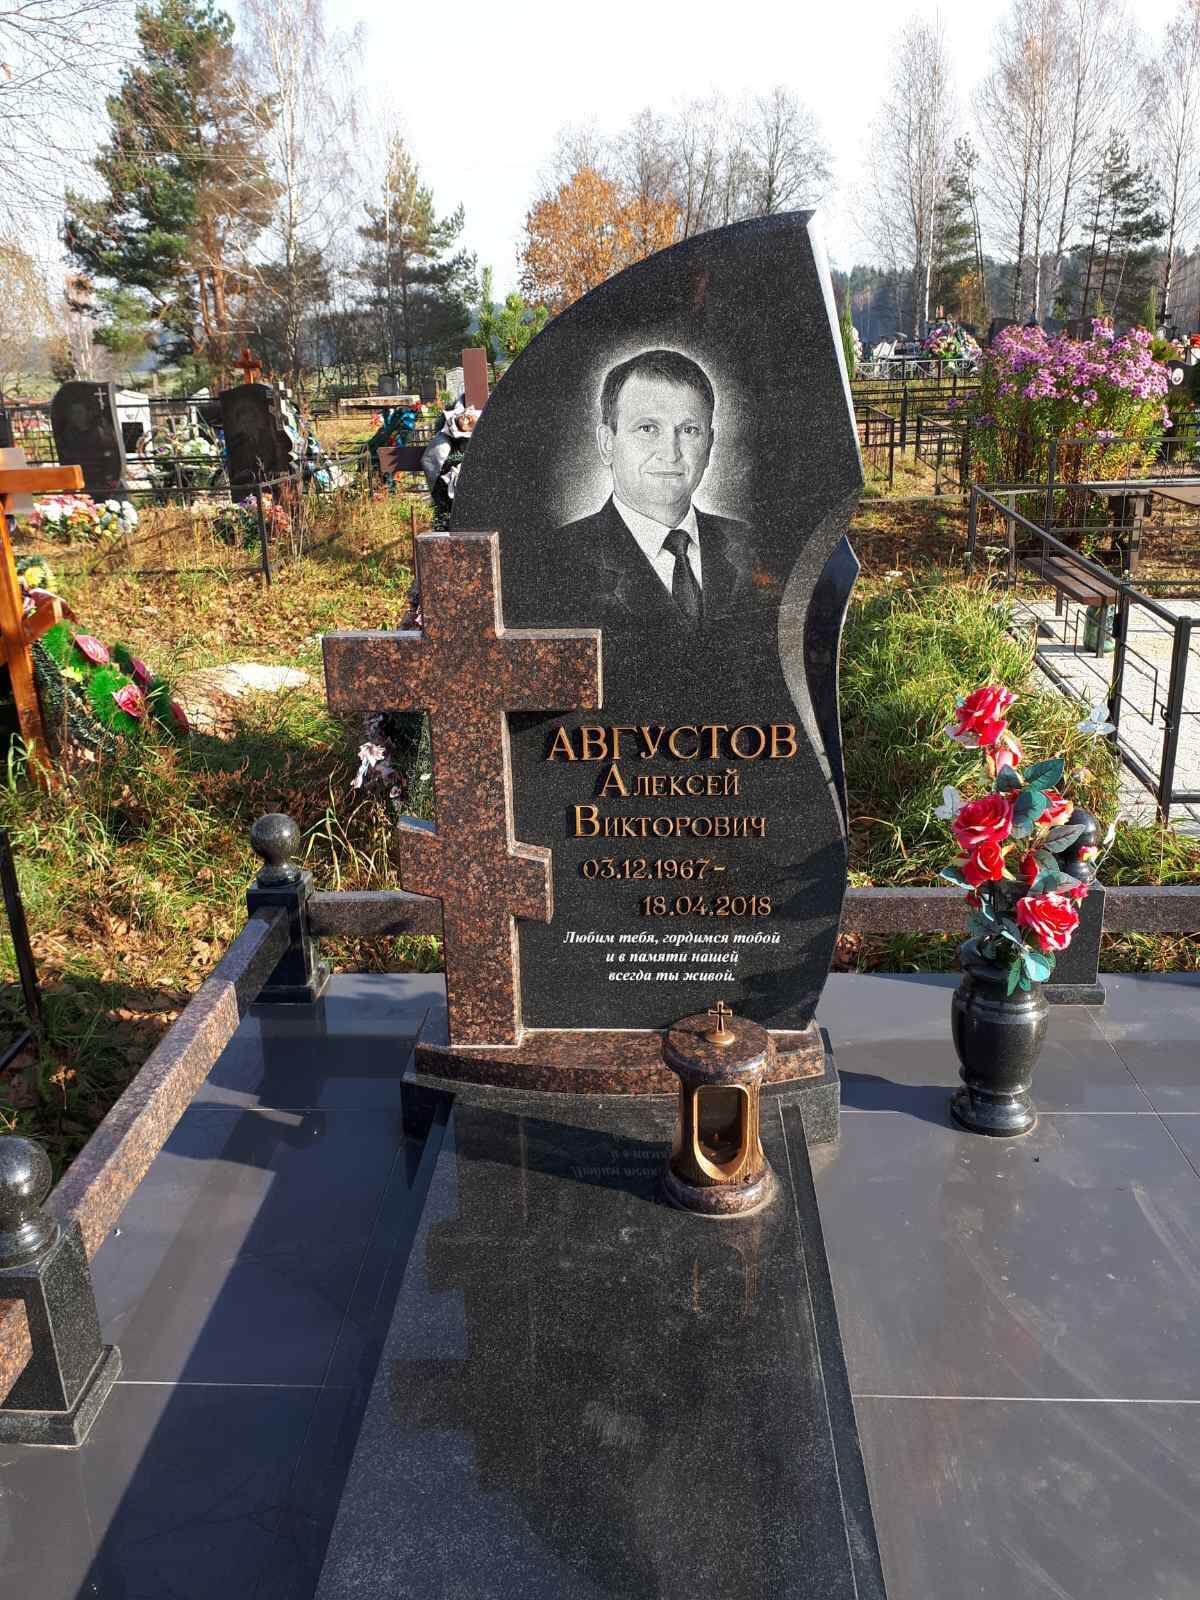 АВГУСТОВ
Алексей
Викторович
03.12.1967-
18.04.2018
Любим тебя, гордимся тобой
и в памяти нашей
всегда ты живой.